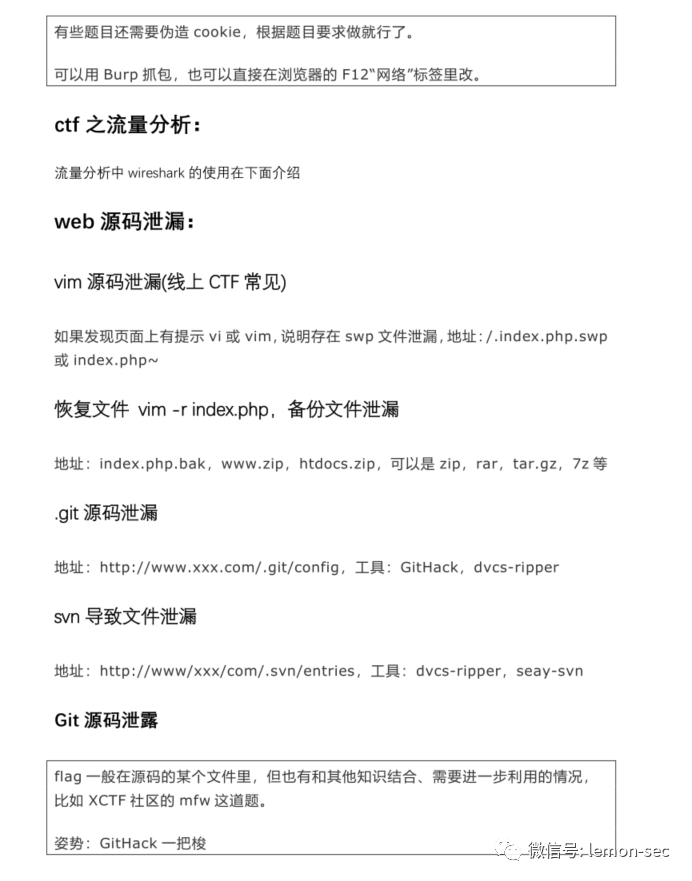 有些题目还需要伪造 cookie，根据题目要求做就行了。
可以用 Burp 抓包，也可以直接在浏览器的 F12“网络”标签里改。
ctf 之流量分析：
流量分析中 wireshark 的使用在下面介绍
web 源码泄漏：
vim 源码泄漏(线上 CTF 常见)
如果发现页面上有提示 vi 或 vim，说明存在 swp 文件泄漏，地址：/.index.php.swp
或 index.php~
恢复文件 vim -r index.php，备份文件泄漏
地址：index.php.bak，www.zip，htdocs.zip，可以是 zip，rar，tar.gz，7z 等
.git 源码泄漏
地址：http://www.xxx.com/.git/config，工具：GitHack，dvcs-ripper
svn 导致文件泄漏
地址：http://www/xxx/com/.svn/entries，工具：dvcs-ripper，seay-svn
Git 源码泄露
flag 一般在源码的某个文件里，但也有和其他知识结合、需要进一步利用的情况，
比如 XCTF 社区的 mfw 这道题。
姿势：GitHack 一把梭
微信号: lemon-sec